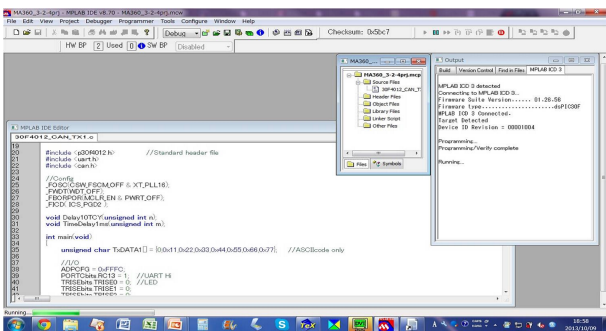 MA360_3-2-4prj - MPLAB IDE v8.70 - MA360_3-2-4prj.mcw
File Edit View Project Debugger Programmer Tools Configure Window Help
Debug Checksum: 0x5bc7
HW BP 2 Used 0 SW BP Disabled
MA360_...
MA360_3-2-4prj.mcp
Source Files
30F4012_CAN_T
Header Files
Object Files
Library Files
Linker Script
Other Files
Files Symbols
Output
Build Version Control Find in Files MPLAB ICD 3
MPLAB ICD 3 detected
Connecting to MPLAB ICD 3...
Firmware Suite Version...... 01.26.56
Firmware type..............dsPIC30F
MPLAB ICD 3 Connected.
Target Detected
Device ID Revision = 00001004
Programming...
Programming/Verify complete
Running...
MPLAB IDE Editor
30F4012_CAN_TX1.c
19
20 #include <p30F4012.h> //Standard header file
21 #include <uart.h>
22 #include <can.h>
23
24 //Config
25 _FOSC(CSW_FSCM_OFF & XT_PLL16);
26 _FWDT(WDT_OFF);
27 _FBORPOR(MCLR_EN & PWRT_OFF);
28 _FICD( ICS_PGD2 );
29
30 void Delay10TCY(unsigned int n);
31 void TimeDelay1ms(unsigned int m);
32
33 int main(void)
34 {
35 unsigned char TxDATA1[] = {0,0x11,0x22,0x33,0x44,0x55,0x66,0x77}; //ASCIIcode only
36
37 //I/O
38 ADPCFG = 0xFFFC;
39 PORTCbits.RC13 = 1; //UART Hi
40 TRISEbits.TRISE0 = 0; //LED
41 TRISEbits.TRISE1 = 0;
Running...
10:58
2013/10/09